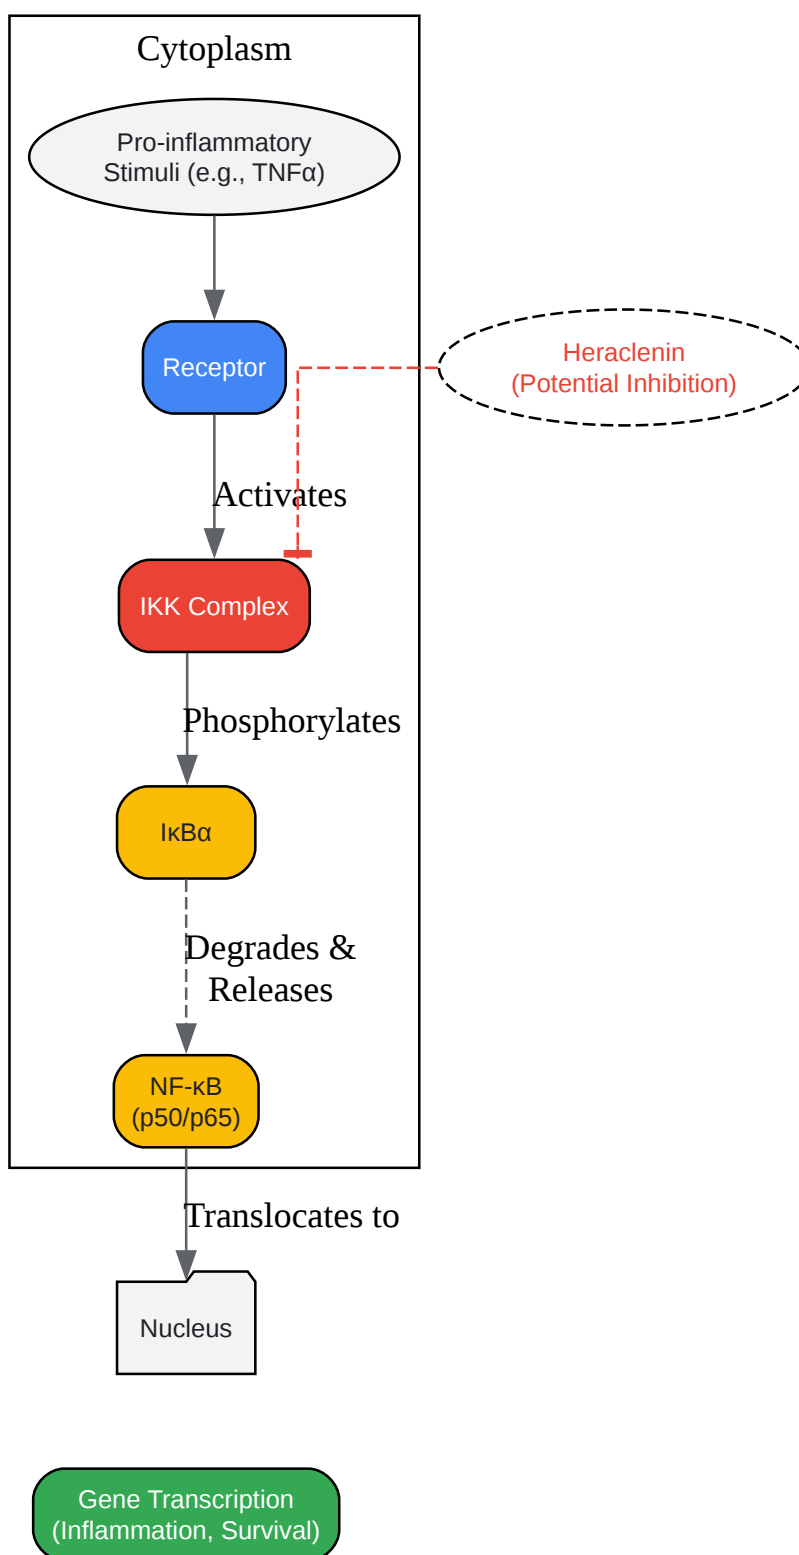 Cytoplasm
Pro-inflammatory
Stimuli (e.g., TNFα)
Receptor
Heraclenin
(Potential Inhibition)
Activates
IKK Complex
Phosphorylates
IκBα
Degrades &
Releases
NF-κB
(p50/p65)
Translocates to
Nucleus
Gene Transcription
(Inflammation, Survival)